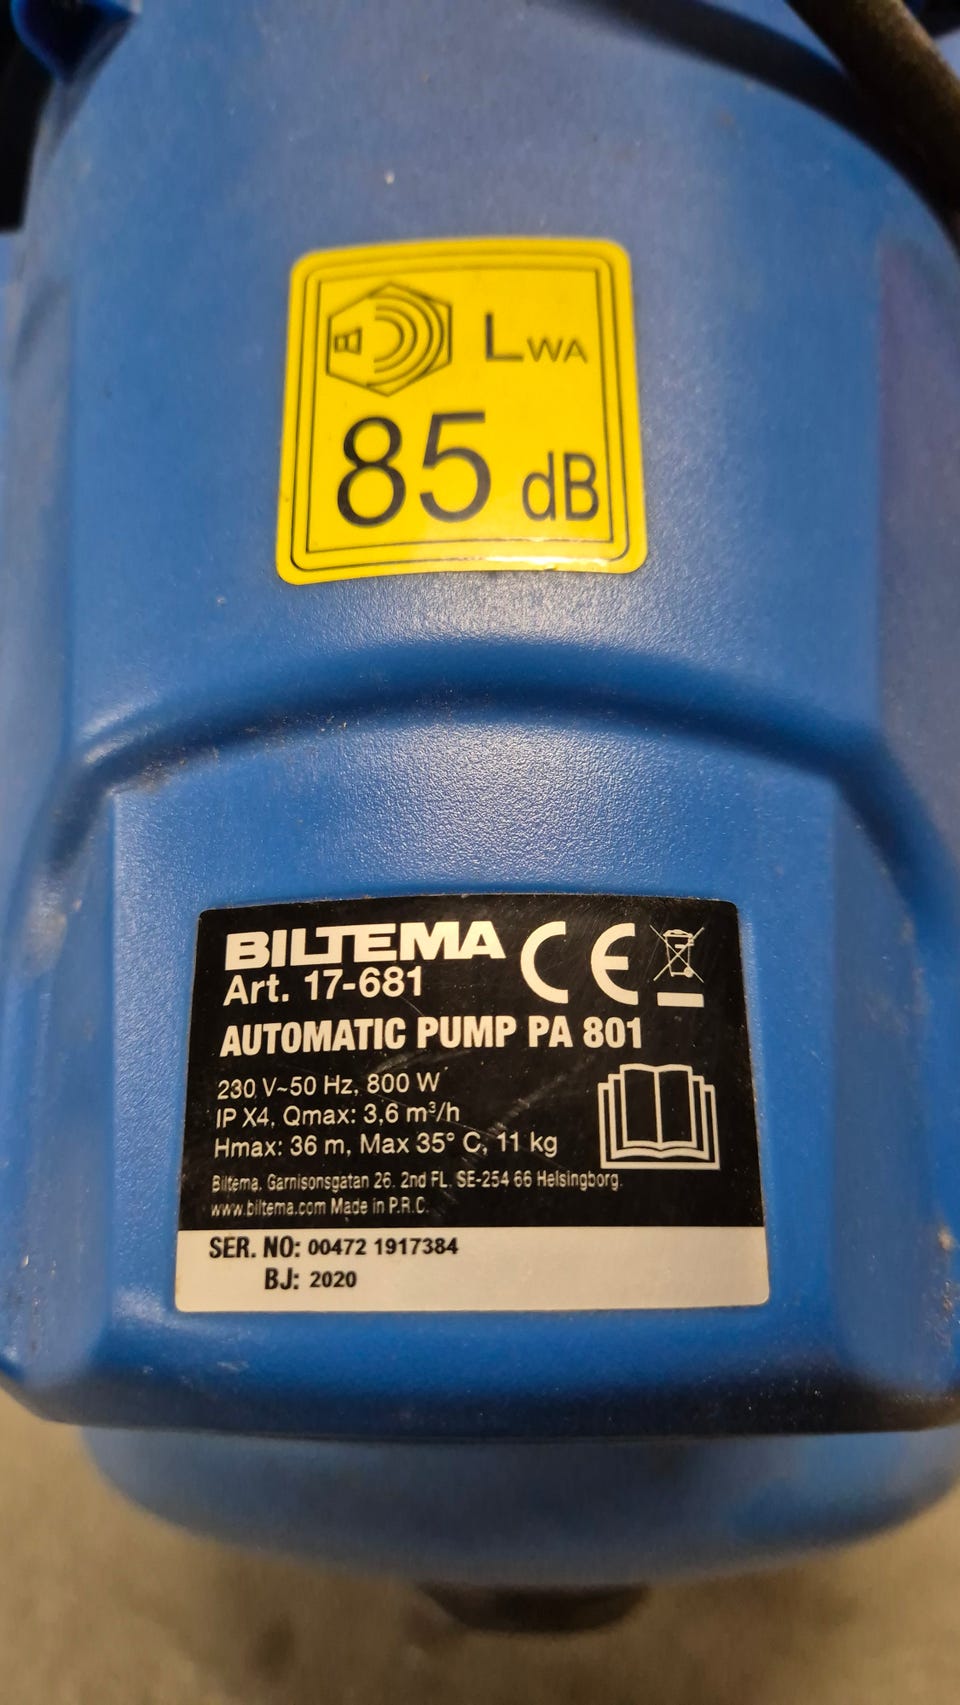 LWA
85 dB
BILTEMA CE
Art. 17-681
AUTOMATIC PUMP PA 801
230 V~50 Hz, 800 W
IP X4, Qmax: 3,6 m³/h
Hmax: 36 m, Max 35° C, 11 kg
Biltema, Garnisonsgatan 26, 2nd FL, SE-254 66 Helsingborg.
www.biltema.com Made in P.R.C.
SER. NO: 00472 1917384
BJ: 2020